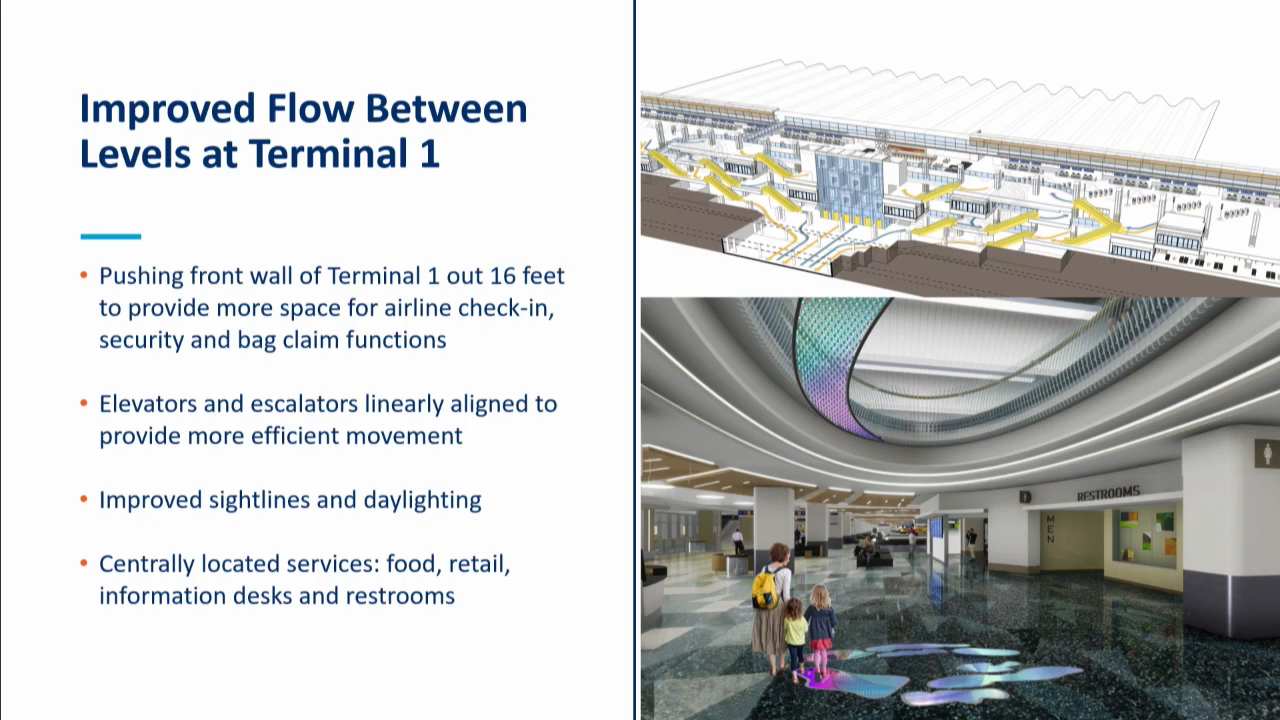 Improved Flow Between
Levels at Terminal 1
• Pushing front wall of Terminal 1 out 16 feet
to provide more space for airline check-in,
security and bag claim functions
• Elevators and escalators linearly aligned to
provide more efficient movement
• Improved sightlines and daylighting
• Centrally located services: food, retail,
information desks and restrooms
RESTROOMS
MEN